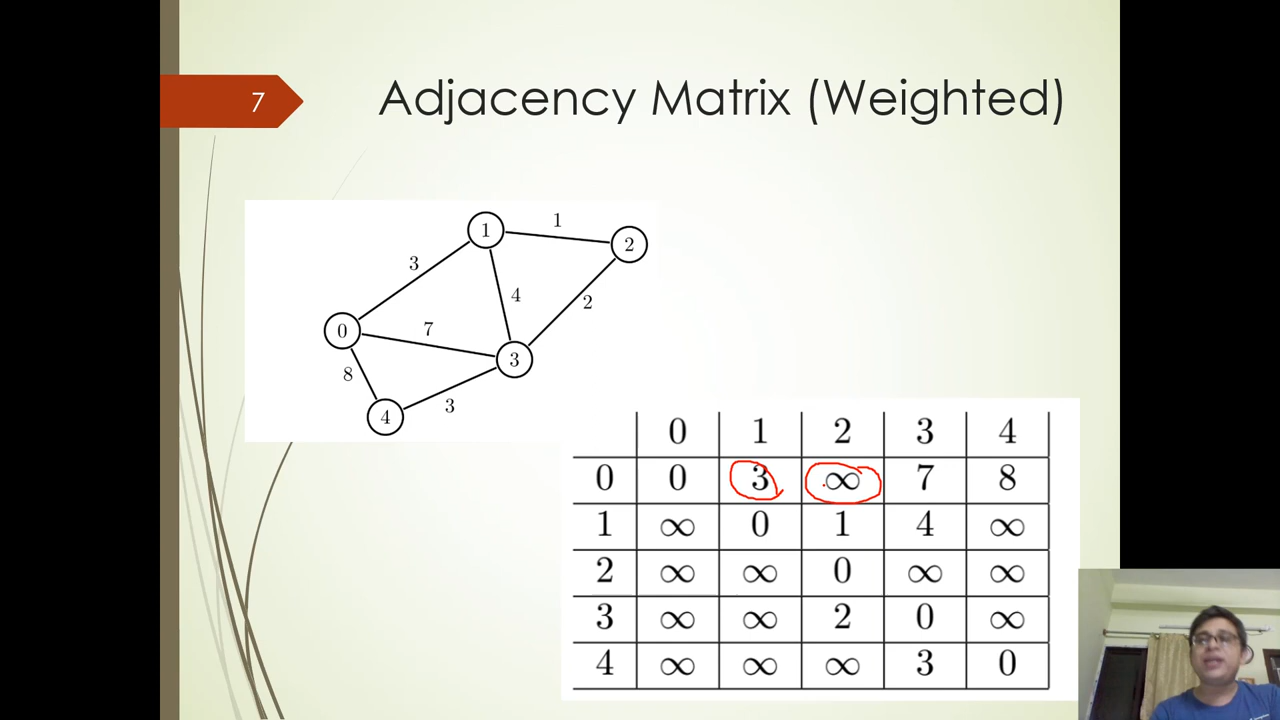 7
Adjacency Matrix (Weighted)
1
1
2
3
4
2
0
7
3
8
3
4
0 1 2 3 4
0 0 3 ∞ 7 8
1 ∞ 0 1 4 ∞
2 ∞ ∞ 0 ∞ ∞
3 ∞ ∞ 2 0 ∞
4 ∞ ∞ ∞ 3 0